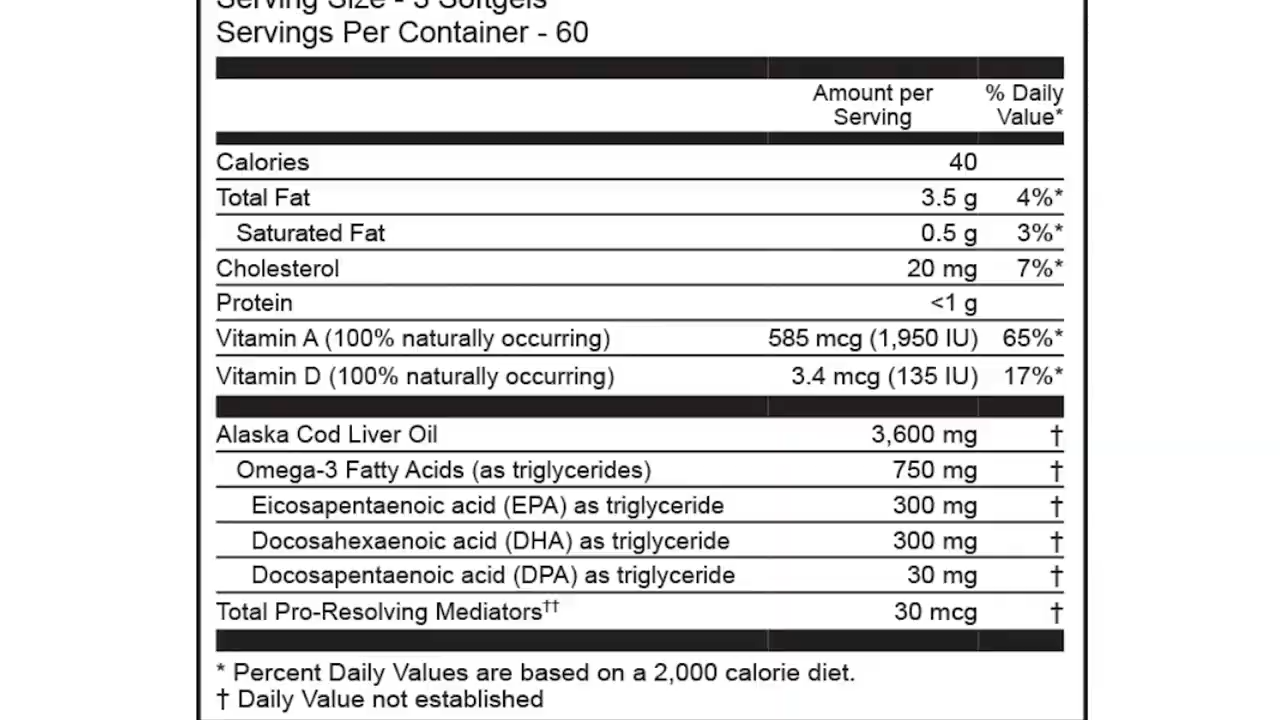 Serving Size - 3 Softgels
Servings Per Container - 60
Amount per % Daily
Serving Value*
Calories 40
Total Fat 3.5 g 4%*
Saturated Fat 0.5 g 3%*
Cholesterol 20 mg 7%*
Protein <1 g
Vitamin A (100% naturally occurring) 585 mcg (1,950 IU) 65%*
Vitamin D (100% naturally occurring) 3.4 mcg (135 IU) 17%*
Alaska Cod Liver Oil 3,600 mg †
Omega-3 Fatty Acids (as triglycerides) 750 mg †
Eicosapentaenoic acid (EPA) as triglyceride 300 mg †
Docosahexaenoic acid (DHA) as triglyceride 300 mg †
Docosapentaenoic acid (DPA) as triglyceride 30 mg †
Total Pro-Resolving Mediators†† 30 mcg †
* Percent Daily Values are based on a 2,000 calorie diet.
† Daily Value not established